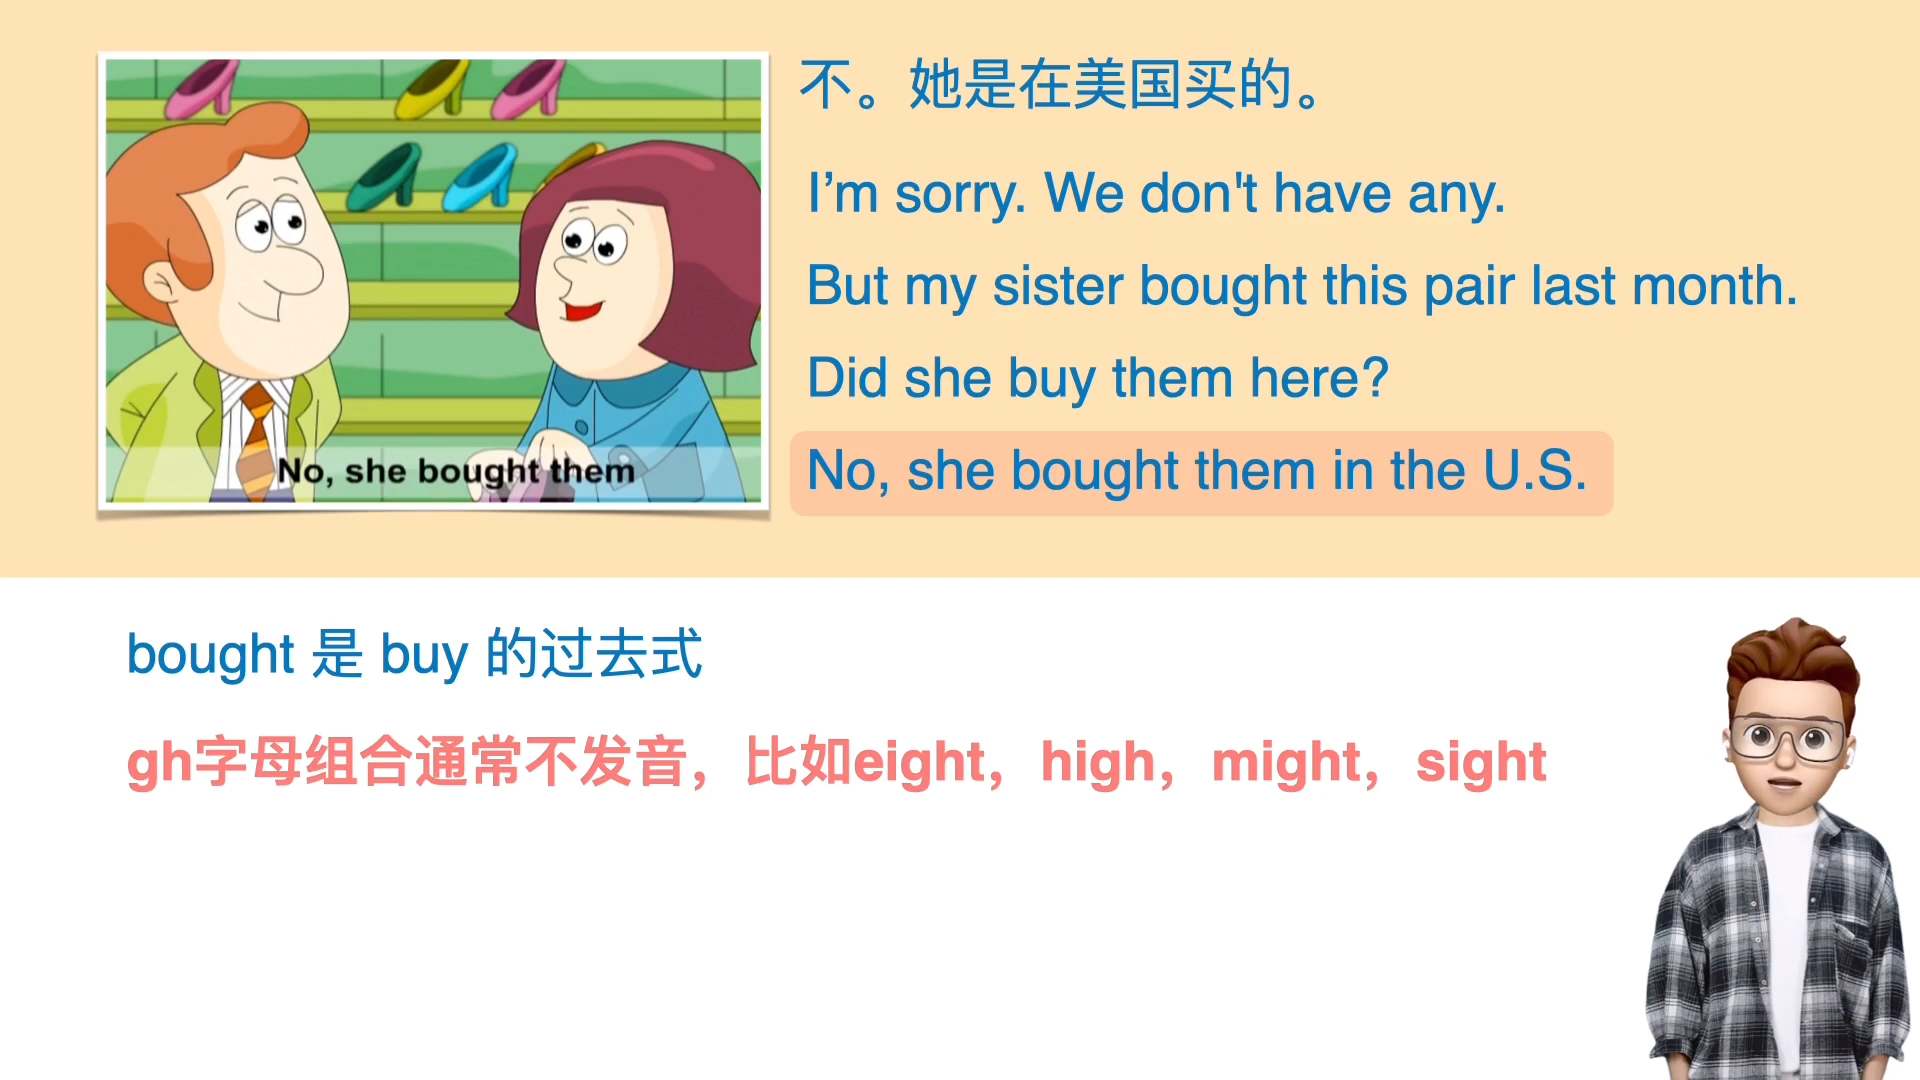 不。她是在美国买的。
I’m sorry. We don't have any.
But my sister bought this pair last month.
Did she buy them here?
No, she bought them in the U.S.
No, she bought them
bought 是 buy 的过去式
gh字母组合通常不发音，比如eight，high，might，sight